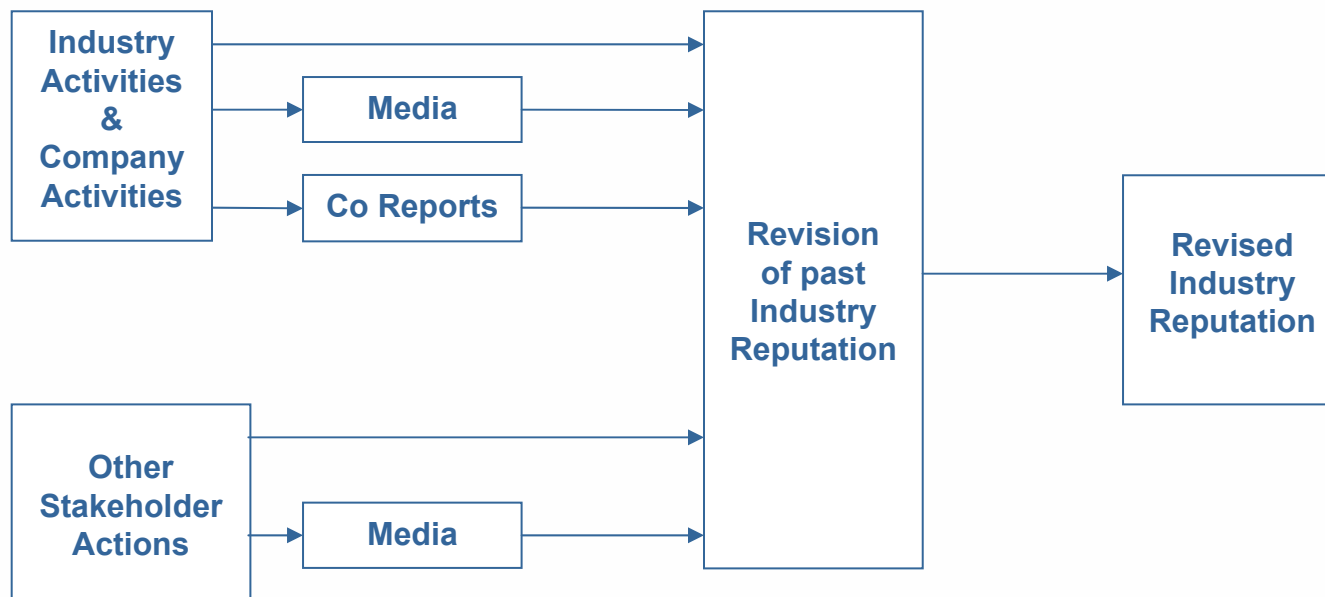 Industry
Activities
&
Company
Activities
Media
Co Reports
Revision
of past
Industry
Reputation
Revised
Industry
Reputation
Other
Stakeholder
Actions
Media